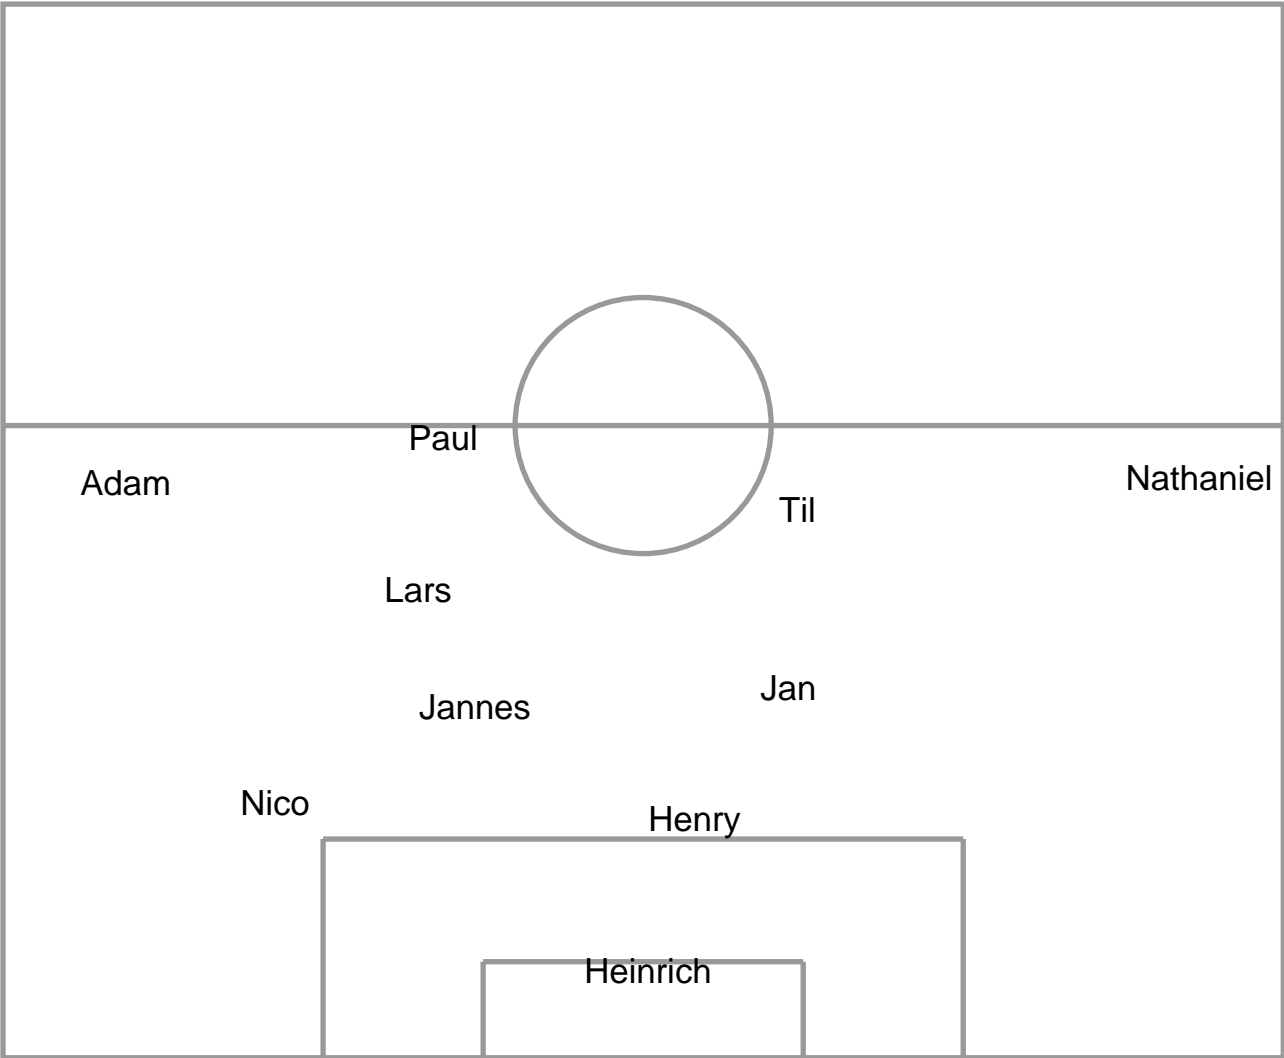 Paul
Adam
Nathaniel
Til
Lars
Jannes
Jan
Nico
Henry
Heinrich